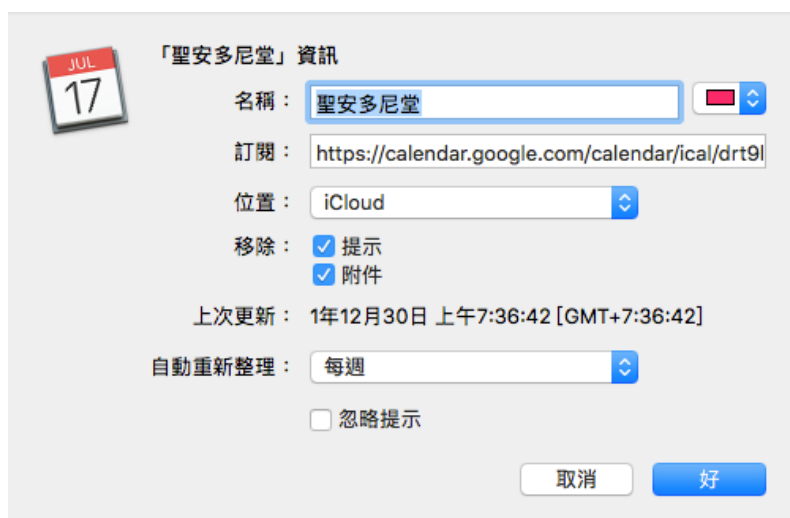 JUL
17
「聖安多尼堂」資訊
名稱：聖安多尼堂
訂閱：https://calendar.google.com/calendar/ical/drt9l
位置：iCloud
移除：提示
附件
上次更新：1年12月30日 上午7:36:42 [GMT+7:36:42]
自動重新整理：每週
忽略提示
取消 好